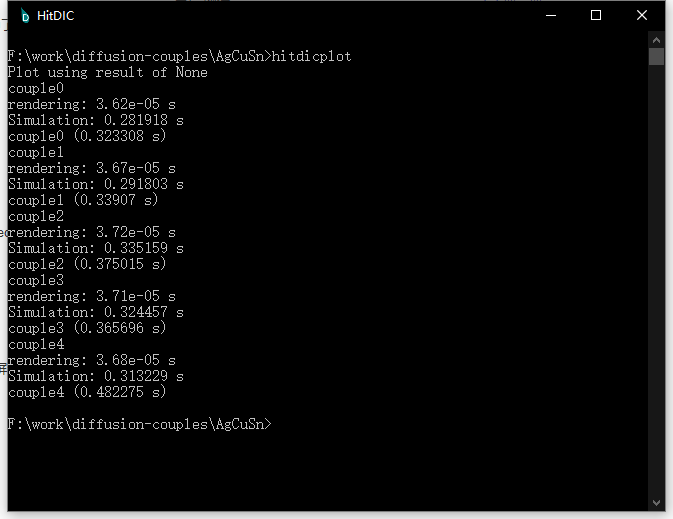 HitDIC
F:\work\diffusion-couples\AgCuSn>hitdicplot
Plot using result of None
couple0
rendering: 3.62e-05 s
Simulation: 0.281918 s
couple0 (0.323308 s)
couple1
rendering: 3.67e-05 s
Simulation: 0.291803 s
couple1 (0.33907 s)
couple2
rendering: 3.72e-05 s
Simulation: 0.335159 s
couple2 (0.375015 s)
couple3
rendering: 3.71e-05 s
Simulation: 0.324457 s
couple3 (0.365696 s)
couple4
rendering: 3.68e-05 s
Simulation: 0.313229 s
couple4 (0.482275 s)
F:\work\diffusion-couples\AgCuSn>